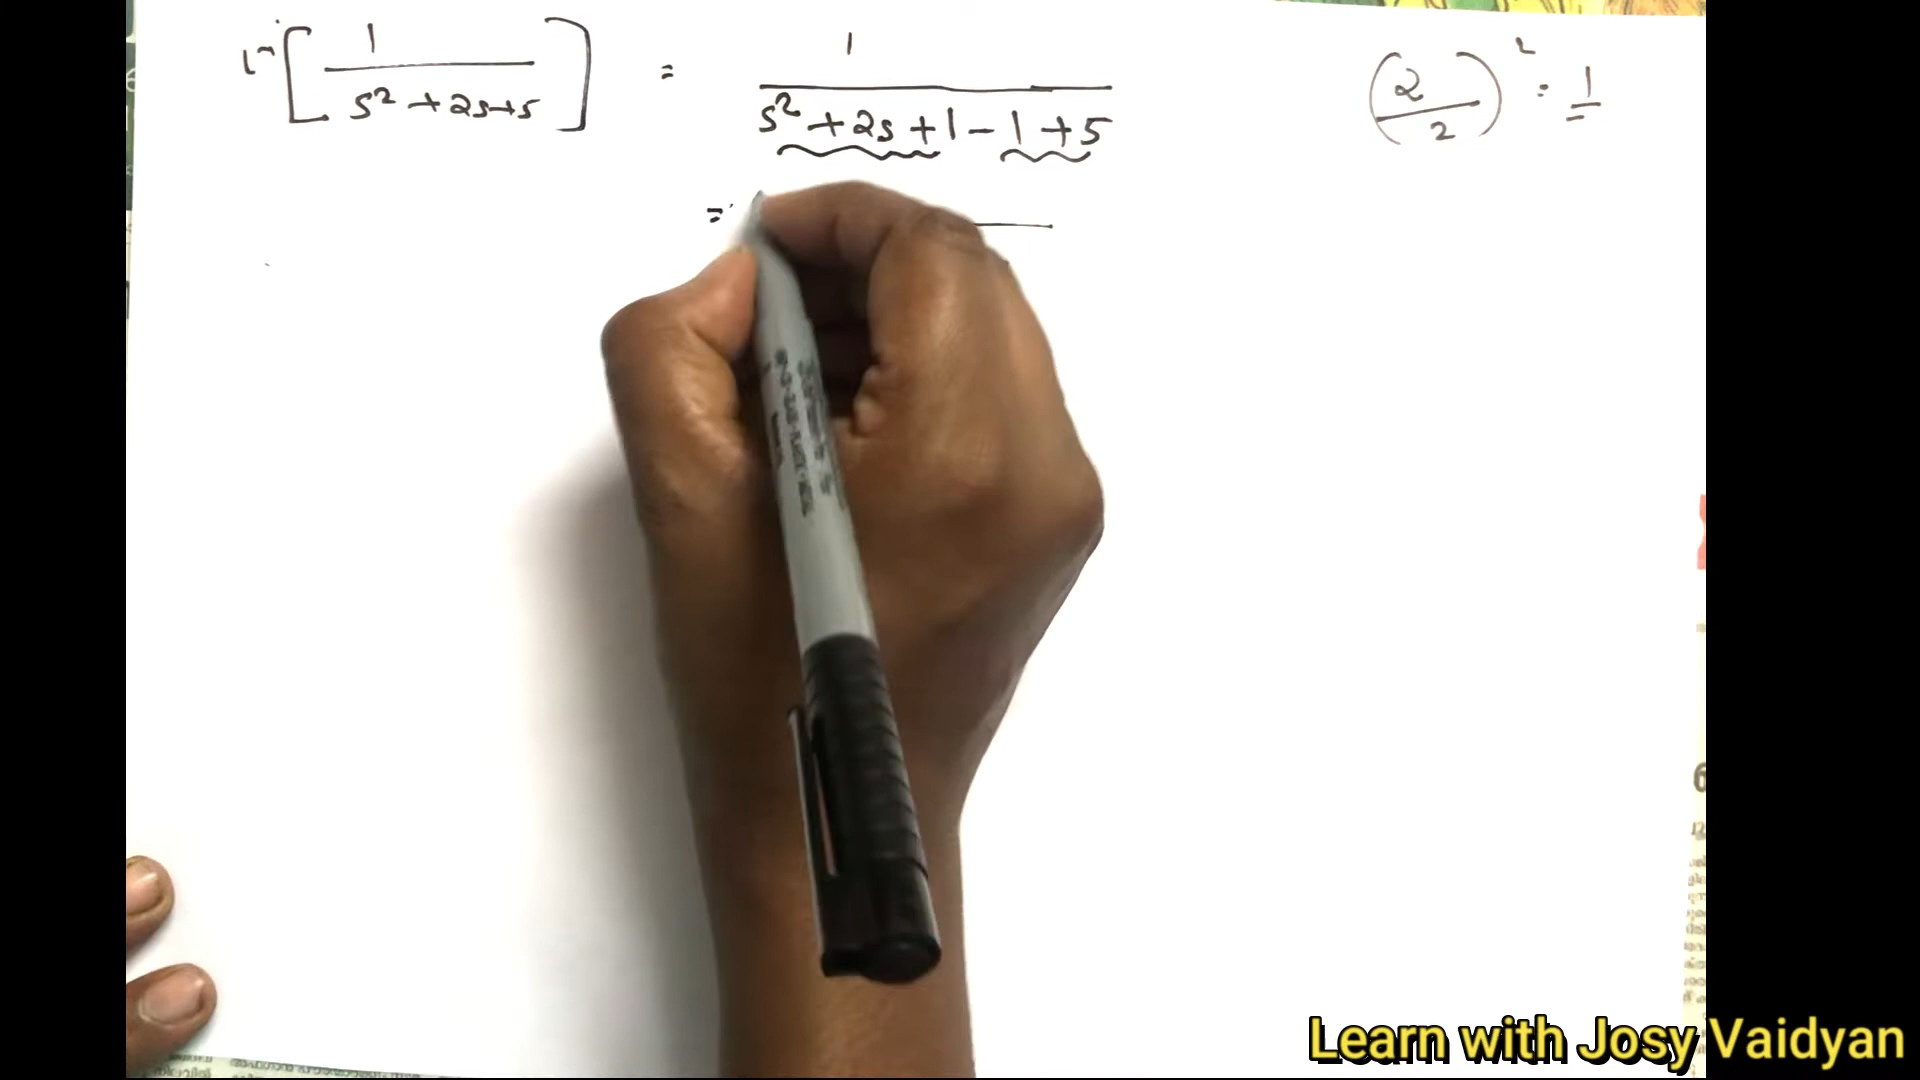 L⁻¹ [ 1 / s² + 2s + 5 ] = 1 / s² + 2s + 1 - 1 + 5
(2 / 2)² = 1
=
Learn with Josy Vaidyan